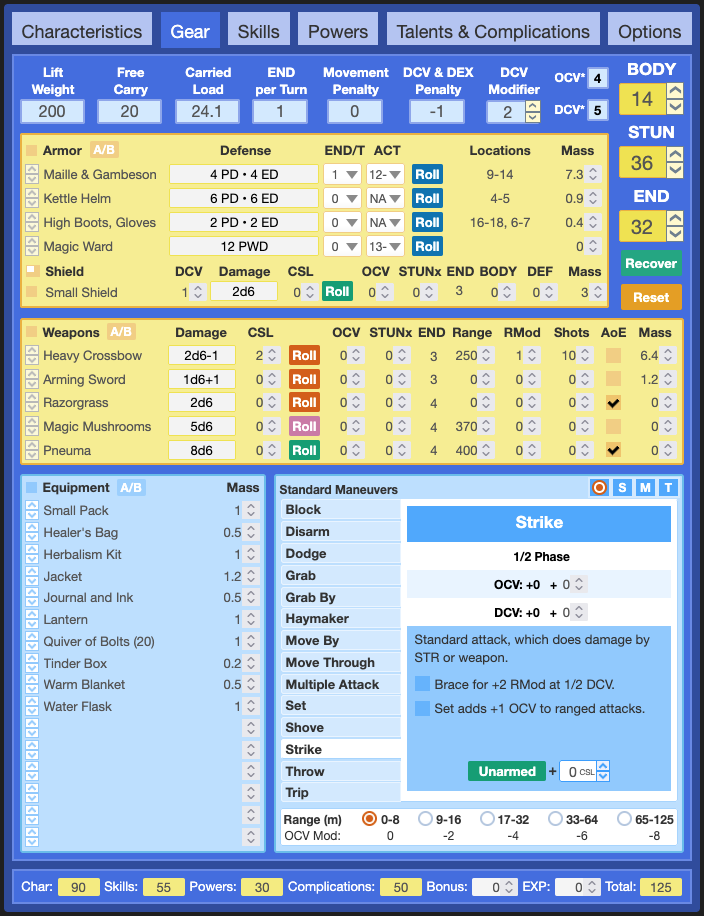 Characteristics Gear Skills Powers Talents & Complications Options
Lift Weight Free Carry Carried Load END per Turn Movement Penalty DCV & DEX Penalty DCV Modifier OCV* 4 BODY
200 20 24.1 1 0 -1 2 DCV* 5 14
STUN
36
END
32
Recover
Reset
Armor A/B Defense END/T ACT Locations Mass
Maille & Gambeson 4 PD • 4 ED 1 12- Roll 9-14 7.3
Kettle Helm 6 PD • 6 ED 0 NA Roll 4-5 0.9
High Boots, Gloves 2 PD • 2 ED 0 NA Roll 16-18, 6-7 0.4
Magic Ward 12 PWD 0 13- Roll 0
Shield DCV Damage CSL OCV STUNx END BODY DEF Mass
Small Shield 1 2d6 0 Roll 0 0 3 0 0 3
Weapons A/B Damage CSL OCV STUNx END Range RMod Shots AoE Mass
Heavy Crossbow 2d6-1 2 Roll 0 0 3 250 1 10 6.4
Arming Sword 1d6+1 0 Roll 0 0 3 0 0 0 1.2
Razorgrass 2d6 0 Roll 0 0 4 0 0 0 0
Magic Mushrooms 5d6 0 Roll 0 0 4 370 0 0 0
Pneuma 8d6 0 Roll 0 0 4 400 0 0 0
Equipment A/B Mass
Small Pack 1
Healer's Bag 0.5
Herbalism Kit 1
Jacket 1.2
Journal and Ink 0.5
Lantern 1
Quiver of Bolts (20) 1
Tinder Box 0.2
Warm Blanket 0.5
Water Flask 1
Standard Maneuvers S M T
Block
Disarm
Dodge
Grab
Grab By
Haymaker
Move By
Move Through
Multiple Attack
Set
Shove
Strike
Throw
Trip
Strike
1/2 Phase
OCV: +0 + 0
DCV: +0 + 0
Standard attack, which does damage by
STR or weapon.
Brace for +2 RMod at 1/2 DCV.
Set adds +1 OCV to ranged attacks.
Unarmed + 0 CSL
Range (m) 0-8 9-16 17-32 33-64 65-125
OCV Mod: 0 -2 -4 -6 -8
Char: 90 Skills: 55 Powers: 30 Complications: 50 Bonus: 0 EXP: 0 Total: 125